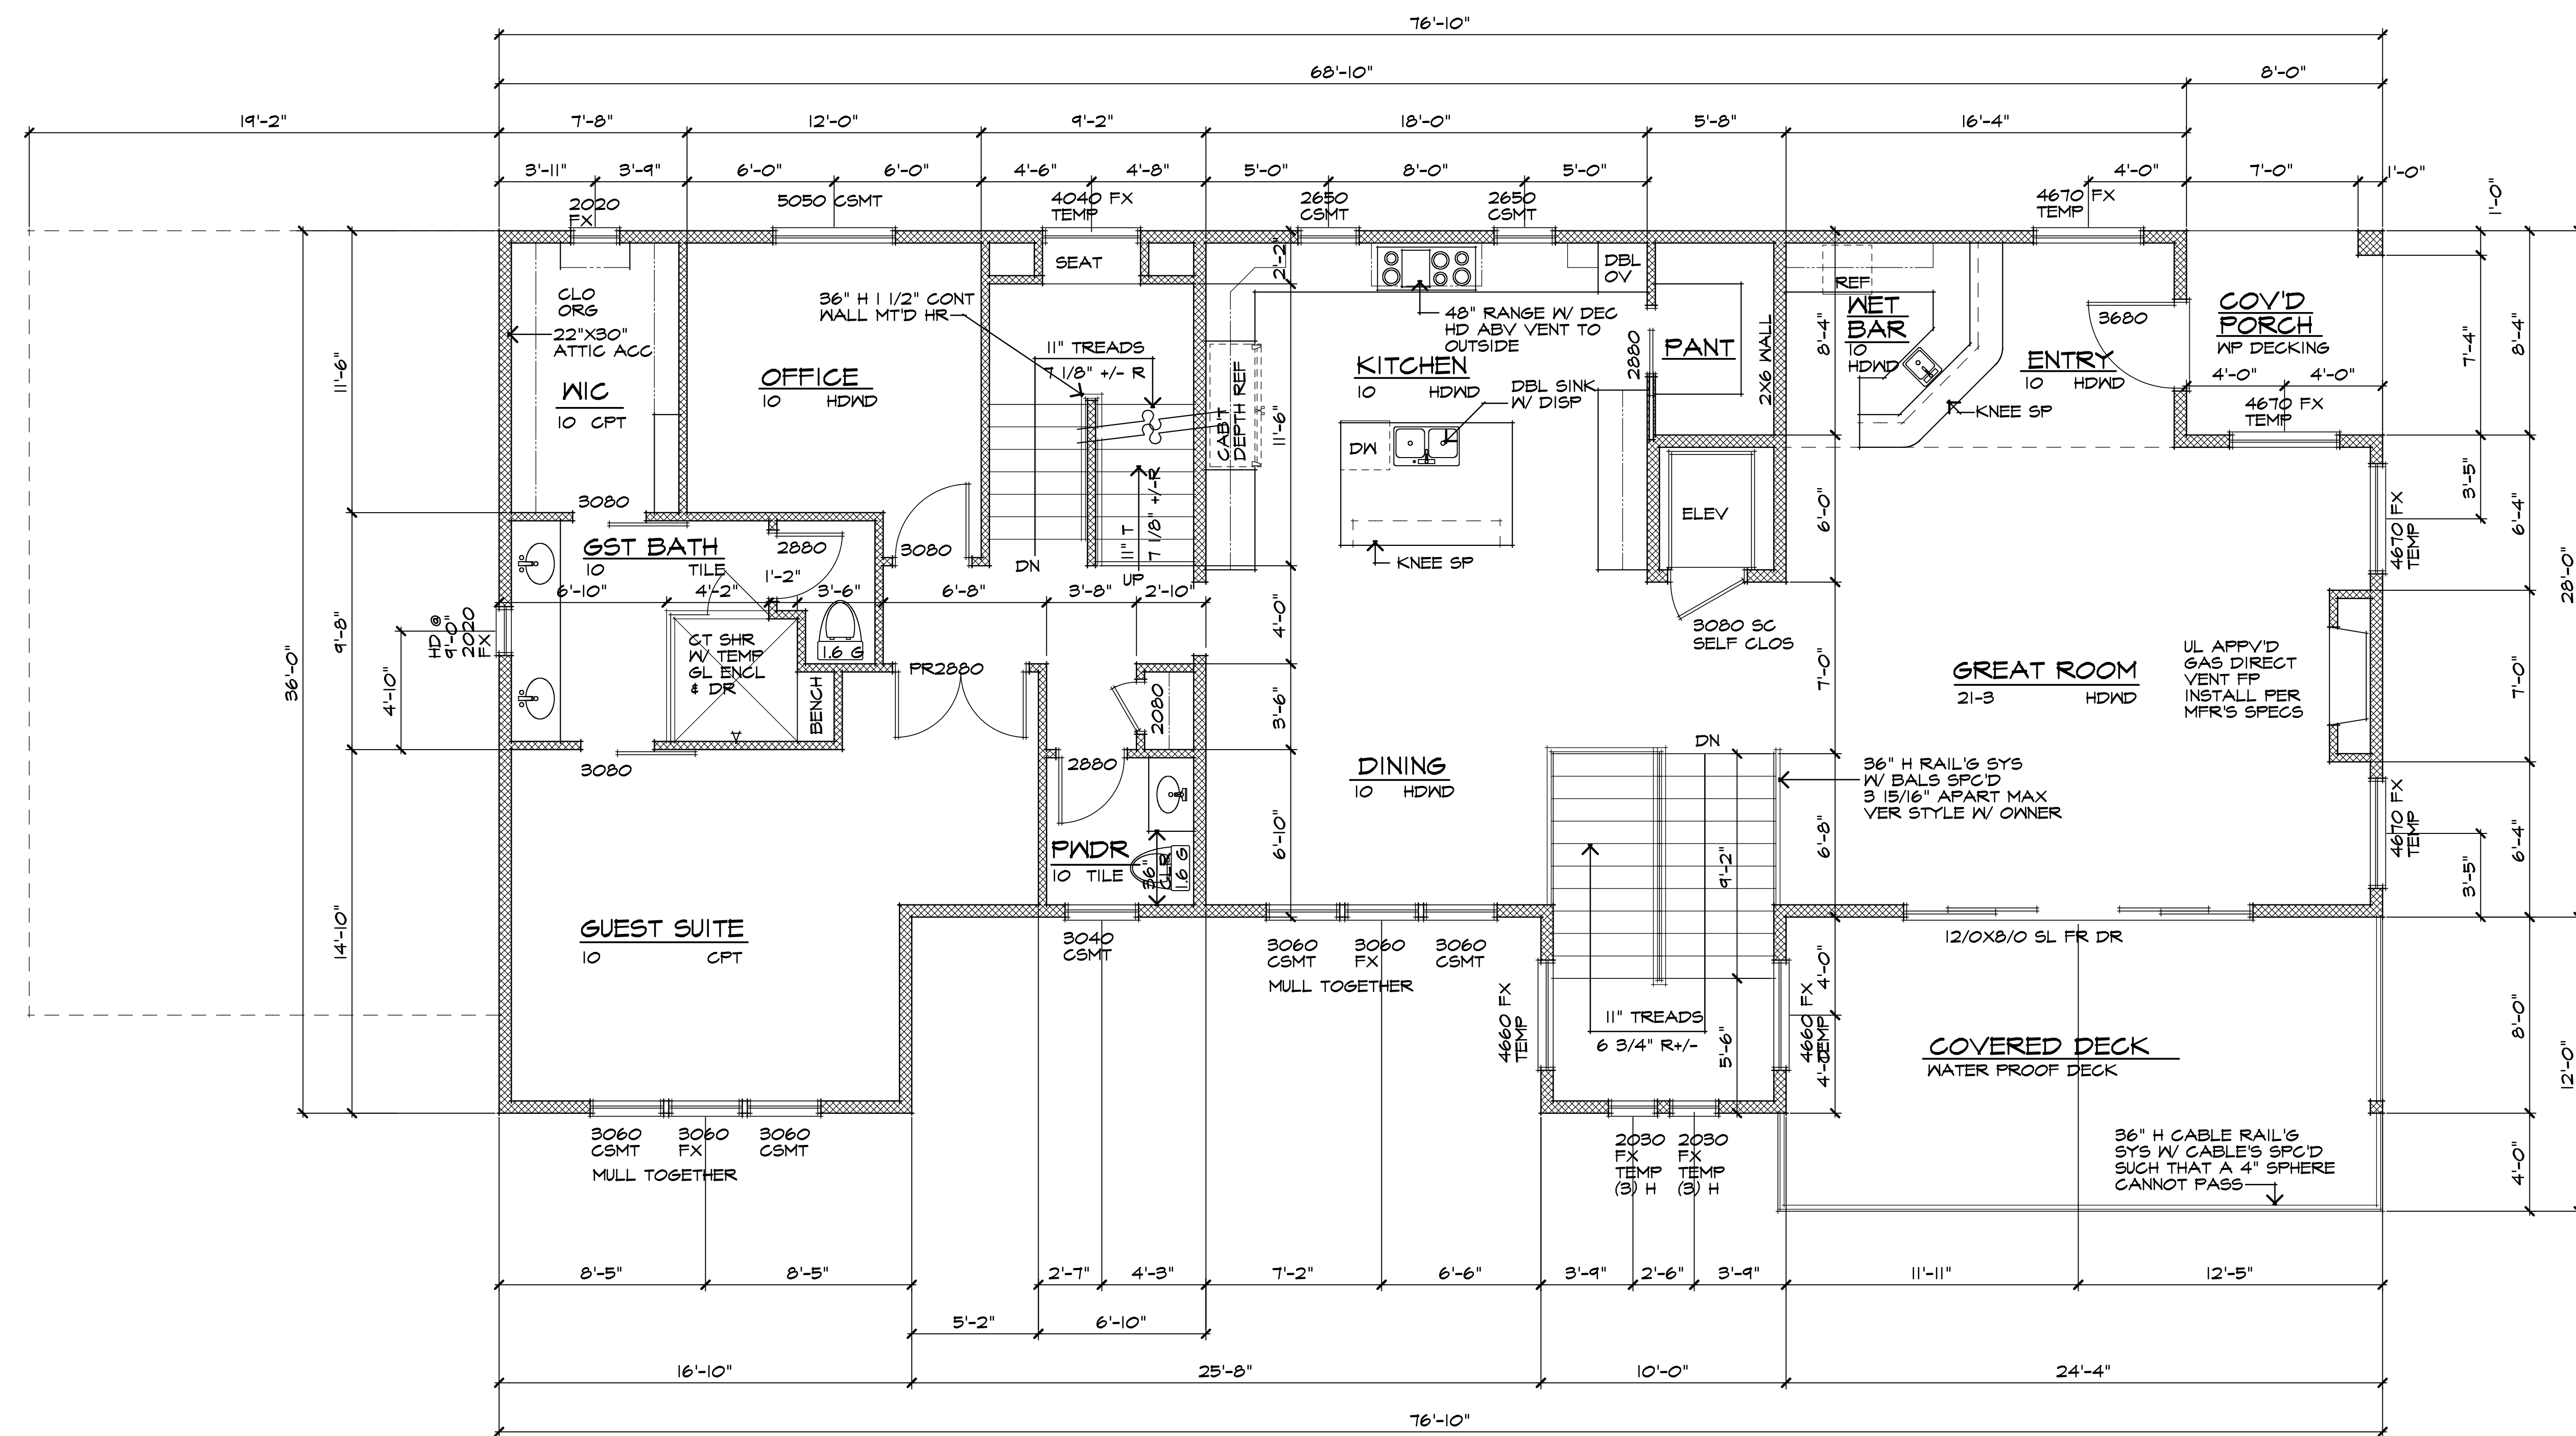 76'-10"
68'-10"
8'-0"
19'-2"
7'-8"
12'-0"
9'-2"
18'-0"
5'-8"
16'-4"
3'-11"
3'-9"
6'-0"
6'-0"
4'-6"
4'-8"
5'-0"
8'-0"
5'-0"
4'-0"
7'-0"
1'-0"
1'-0"
2020
FX
5050 CSMT
4040 FX
TEMP
2650
CSMT
2650
CSMT
4670 FX
TEMP
SEAT
2'-2"
DBL
OV
REF
CLO
ORG
22"X30"
ATTIC ACC
WIC
10 CPT
OFFICE
10 HDWD
36" H 1 1/2" CONT
WALL MT'D HR
11" TREADS
7 1/8" +/- R
11" T
7 1/8" +/-R
DN
UP
CAB'T
DEPTH REF
48" RANGE W/ DEC
HD ABV VENT TO
OUTSIDE
KITCHEN
10 HDWD
DBL SINK
W/ DISP
DW
KNEE SP
2880
PANT
2X6 WALL
WET
BAR
10
HDWD
KNEE SP
ENTRY
10 HDWD
3680
COV'D
PORCH
WP DECKING
4'-0"
4'-0"
4670 FX
TEMP
8'-4"
7'-4"
8'-4"
3'-5"
6'-4"
28'-0"
4670 FX
TEMP
11'-6"
11'-6"
6'-0"
ELEV
3080 SC
SELF CLOS
3080
GST BATH
10 TILE
2880
3080
1'-2"
6'-10"
4'-2"
3'-6"
6'-8"
3'-8"
2'-10"
HD @
9'-0"
2020
FX
CT SHR
W/ TEMP
GL ENCL
& DR
BENCH
1.6 G
PR2880
2080
3080
2880
36'-0"
9'-8"
4'-10"
14'-10"
4'-0"
3'-6"
6'-10"
7'-0"
GREAT ROOM
21-3 HDWD
UL APPV'D
GAS DIRECT
VENT FP
INSTALL PER
MFR'S SPECS
7'-0"
DINING
10 HDWD
DN
36" H RAIL'G SYS
W/ BALS SPC'D
3 15/16" APART MAX
VER STYLE W/ OWNER
4670 FX
TEMP
6'-4"
3'-5"
PWDR
10 TILE
36"
CLR
1.6 G
9'-2"
6'-8"
GUEST SUITE
10 CPT
3040
CSMT
3060
CSMT
3060
FX
3060
CSMT
MULL TOGETHER
12/0X8/0 SL FR DR
4660 FX
TEMP
11" TREADS
6 3/4" R+/-
5'-6"
4660 FX
TEMP
4'-0"
4'-0"
COVERED DECK
WATER PROOF DECK
8'-0"
12'-0"
4'-0"
3060
CSMT
3060
FX
3060
CSMT
MULL TOGETHER
2030
FX
TEMP
(3) H
2030
FX
TEMP
(3) H
36" H CABLE RAIL'G
SYS W/ CABLE'S SPC'D
SUCH THAT A 4" SPHERE
CANNOT PASS
8'-5"
8'-5"
2'-7"
4'-3"
7'-2"
6'-6"
3'-9"
2'-6"
3'-9"
11'-11"
12'-5"
5'-2"
6'-10"
16'-10"
25'-8"
10'-0"
24'-4"
76'-10"